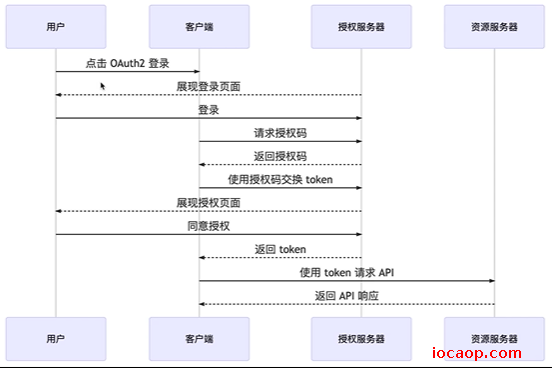 用户 客户端 授权服务器 资源服务器
点击 OAuth2 登录
展现登录页面
登录
请求授权码
返回授权码
使用授权码交换 token
展现授权页面
同意授权
返回 token
使用 token 请求 API
返回 API 响应
用户 客户端 授权服务器 资源服务器
iocaop.com